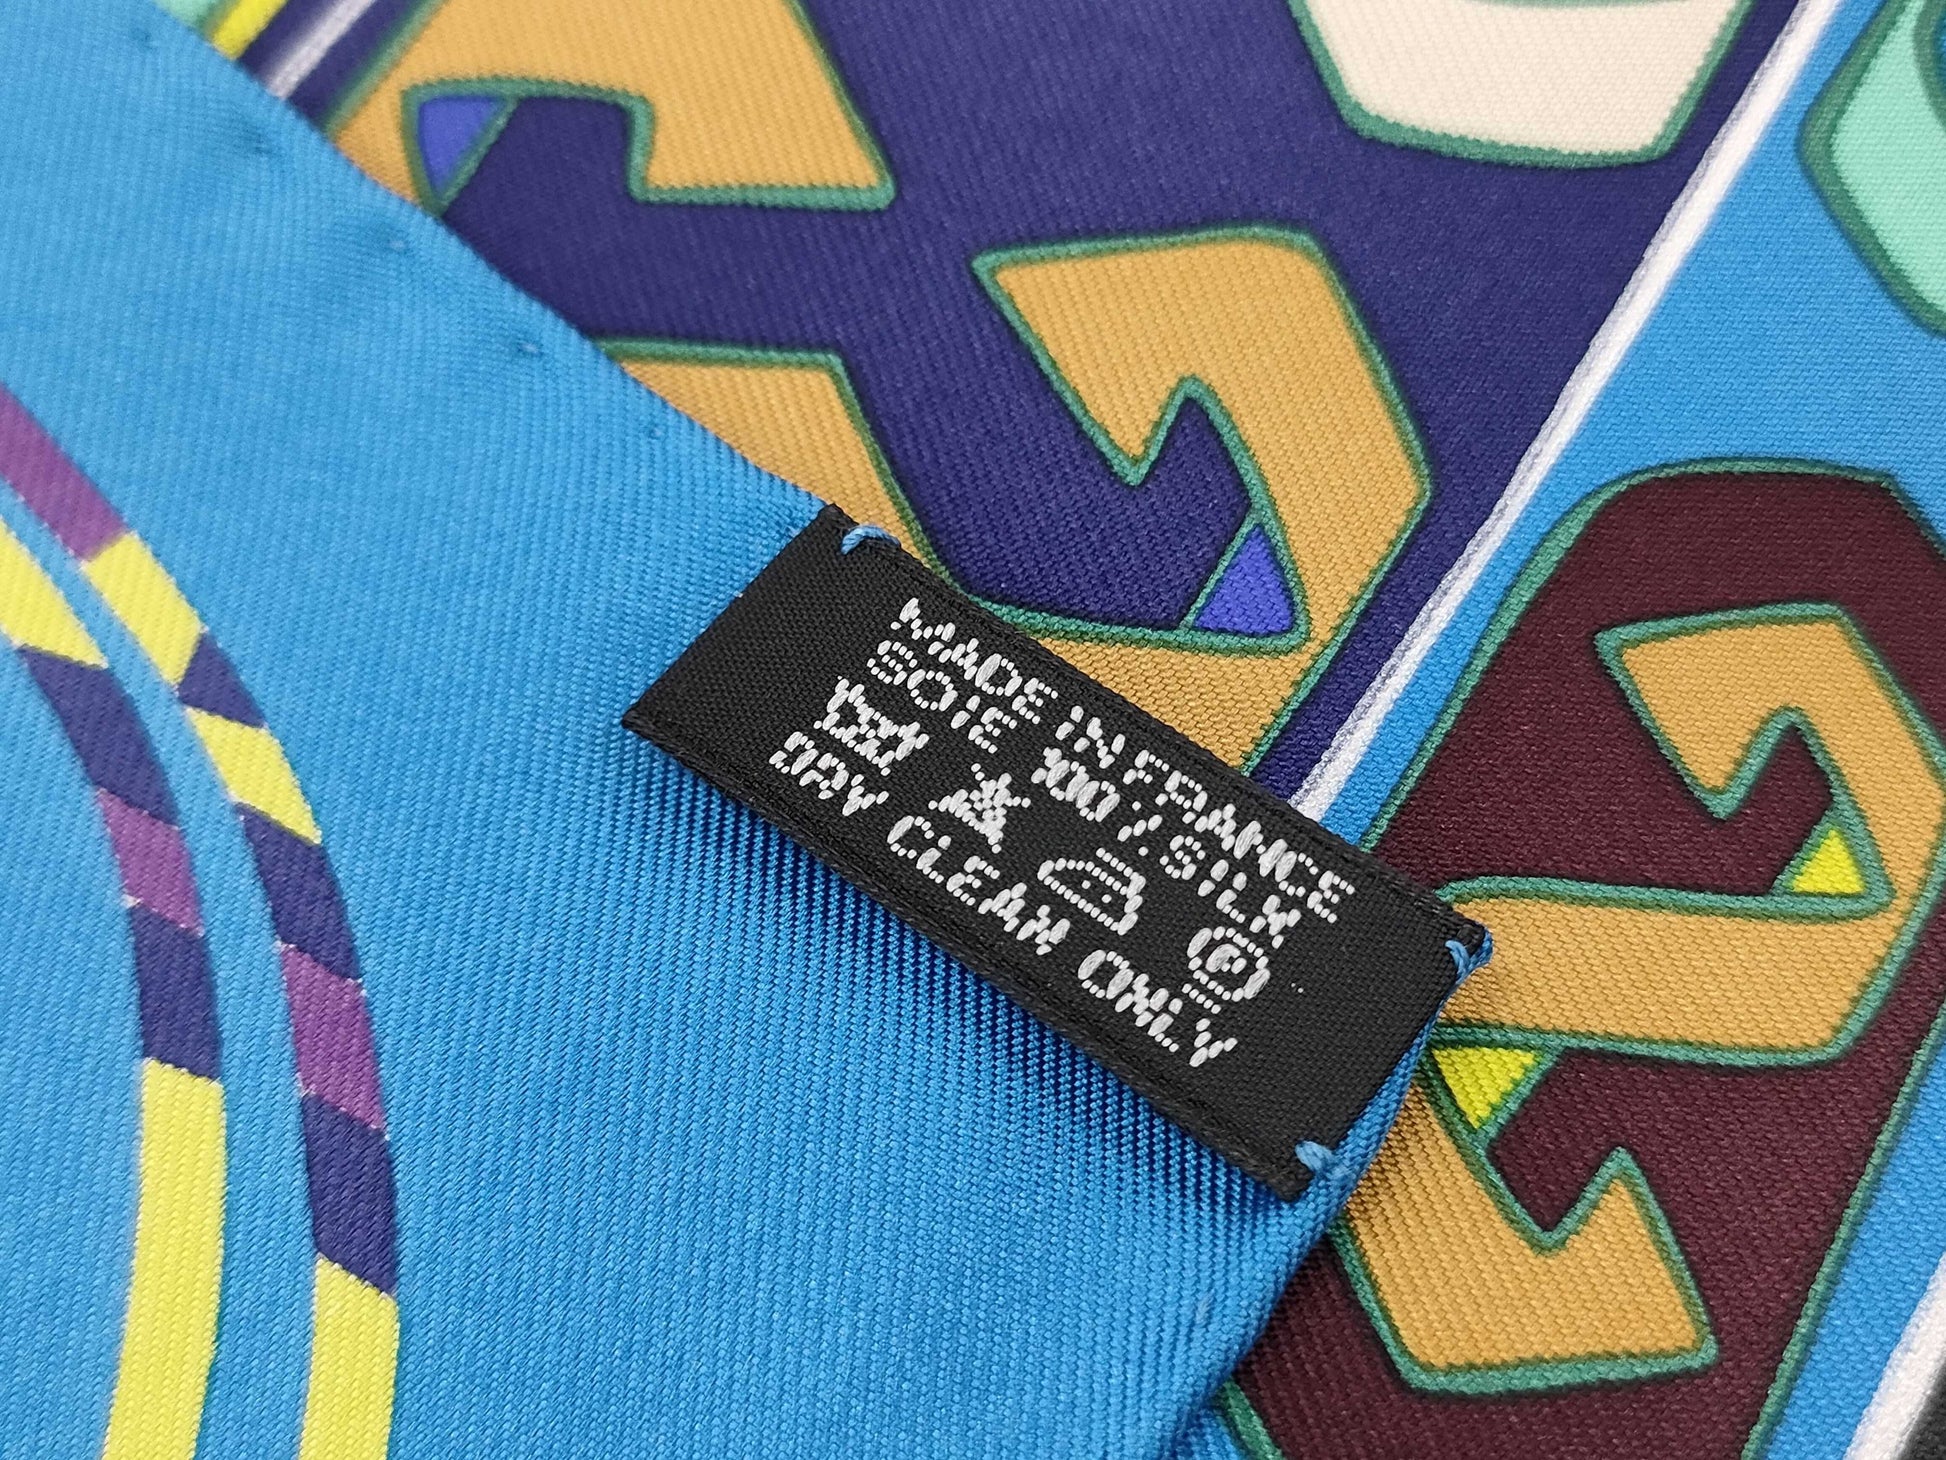 MADE IN FRANCE
SOIE 100% SILK
P
DRY CLEAN ONLY